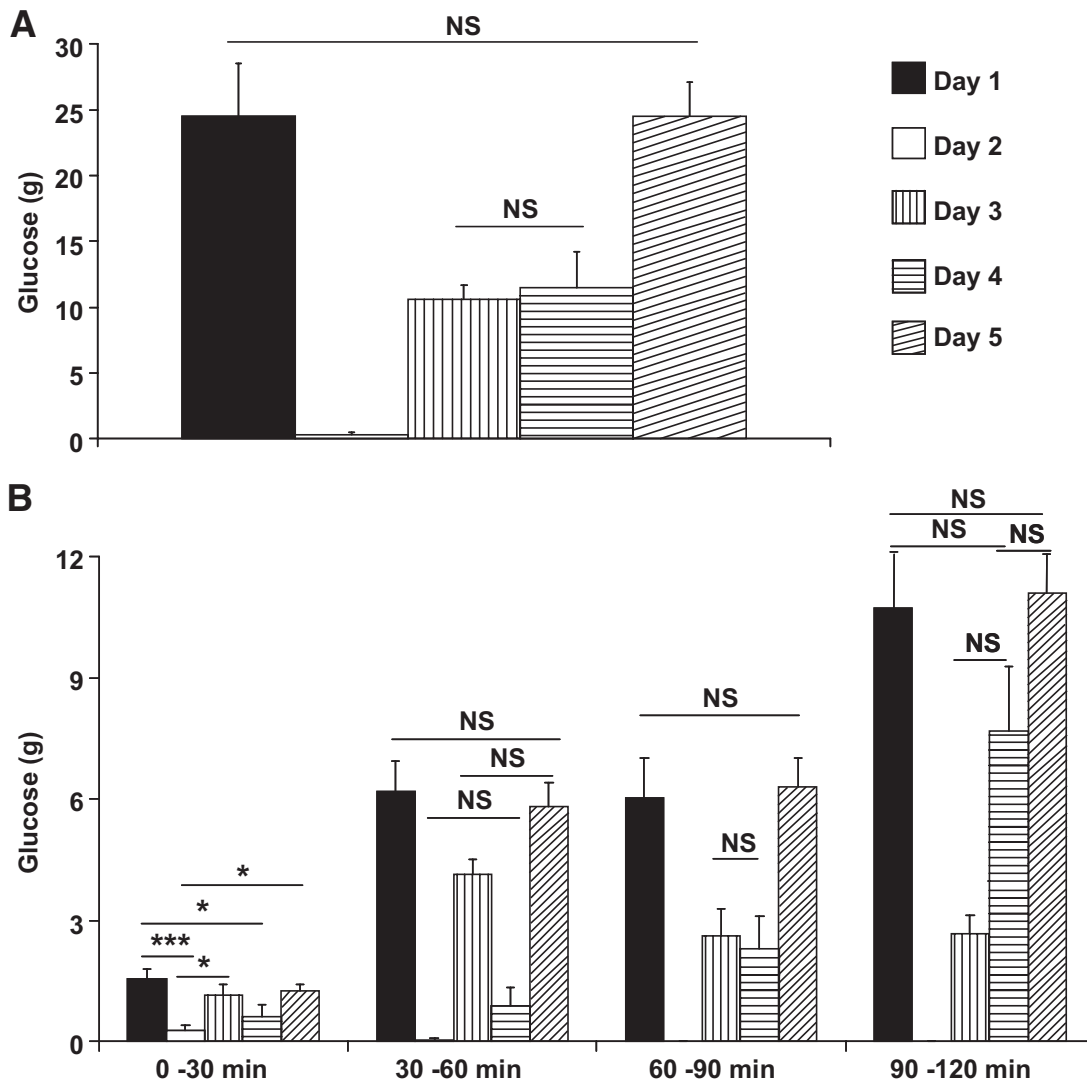 A
NS
30
25
20
15
10
5
0
Glucose (g)
NS
Day 1
Day 2
Day 3
Day 4
Day 5
B
NS
NS
NS
12
9
6
3
0
Glucose (g)
NS
NS
NS
NS
NS
NS
*
*
***
*
0 -30 min
30 -60 min
60 -90 min
90 -120 min